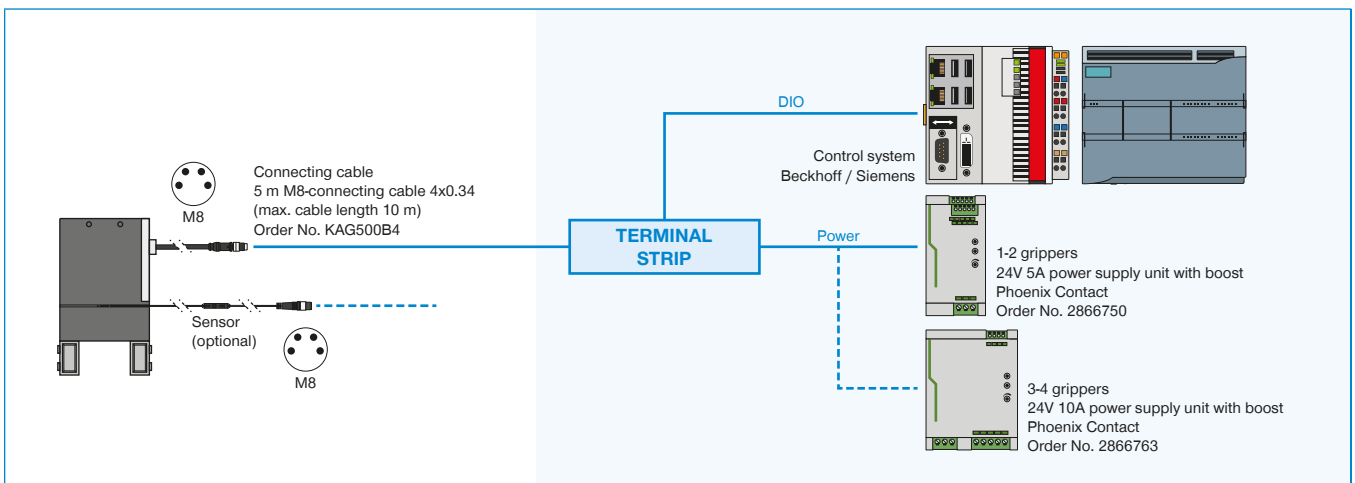 M8
Connecting cable
5 m M8-connecting cable 4x0.34
(max. cable length 10 m)
Order No. KAG500B4
Sensor
(optional)
M8
TERMINAL
STRIP
DIO
Control system
Beckhoff / Siemens
Power
1-2 grippers
24V 5A power supply unit with boost
Phoenix Contact
Order No. 2866750
3-4 grippers
24V 10A power supply unit with boost
Phoenix Contact
Order No. 2866763